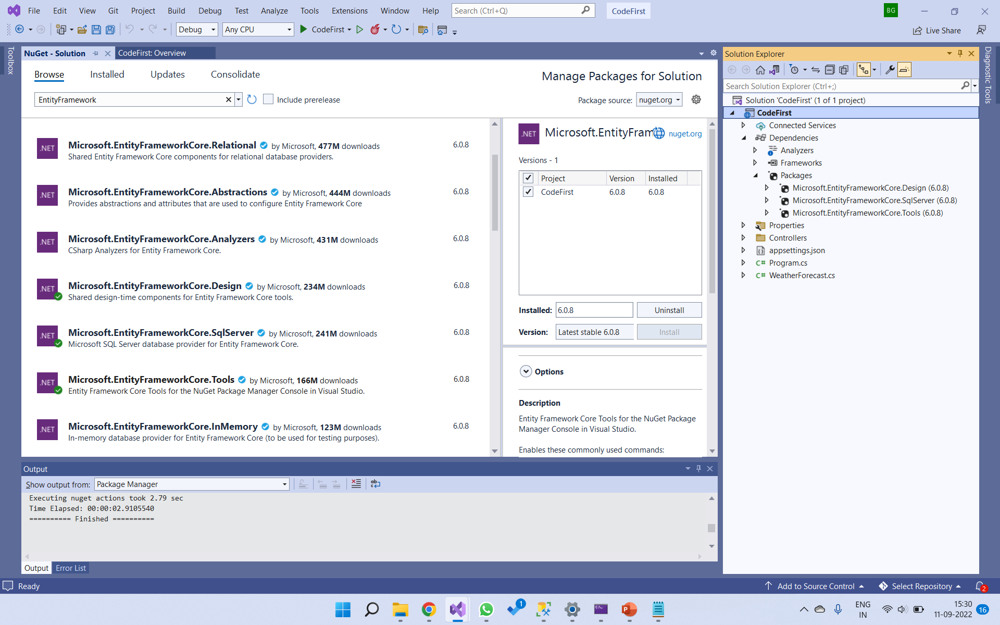 File Edit View Git Project Build Debug Test Analyze Tools Extensions Window Help Search (Ctrl+Q) CodeFirst BG
Debug Any CPU CodeFirst Live Share
Toolbox
NuGet - Solution CodeFirst: Overview
Browse Installed Updates Consolidate
Manage Packages for Solution
EntityFramework Include prerelease
Package source: nuget.org
.NET Microsoft.EntityFrameworkCore.Relational by Microsoft, 477M downloads 6.0.8
Shared Entity Framework Core components for relational database providers.
.NET Microsoft.EntityFrameworkCore.Abstractions by Microsoft, 444M downloads 6.0.8
Provides abstractions and attributes that are used to configure Entity Framework Core
.NET Microsoft.EntityFrameworkCore.Analyzers by Microsoft, 431M downloads 6.0.8
CSharp Analyzers for Entity Framework Core.
.NET Microsoft.EntityFrameworkCore.Design by Microsoft, 234M downloads 6.0.8
Shared design-time components for Entity Framework Core tools.
.NET Microsoft.EntityFrameworkCore.SqlServer by Microsoft, 241M downloads 6.0.8
Microsoft SQL Server database provider for Entity Framework Core.
.NET Microsoft.EntityFrameworkCore.Tools by Microsoft, 166M downloads 6.0.8
Entity Framework Core Tools for the NuGet Package Manager Console in Visual Studio.
.NET Microsoft.EntityFrameworkCore.InMemory by Microsoft, 123M downloads 6.0.8
In-memory database provider for Entity Framework Core (to be used for testing purposes).
.NET Microsoft.EntityFram nuget.org
Versions - 1
Project Version Installed
CodeFirst 6.0.8 6.0.8
Installed: 6.0.8 Uninstall
Version: Latest stable 6.0.8 Install
Options
Description
Entity Framework Core Tools for the NuGet Package
Manager Console in Visual Studio.
Enables these commonly used commands:
Output
Show output from: Package Manager
Executing nuget actions took 2.79 sec
Time Elapsed: 00:00:02.9105540
========== Finished ==========
Output Error List
Solution Explorer
Search Solution Explorer (Ctrl+;)
Solution 'CodeFirst' (1 of 1 project)
CodeFirst
Connected Services
Dependencies
Analyzers
Frameworks
Packages
Microsoft.EntityFrameworkCore.Design (6.0.8)
Microsoft.EntityFrameworkCore.SqlServer (6.0.8)
Microsoft.EntityFrameworkCore.Tools (6.0.8)
Properties
Controllers
appsettings.json
C# Program.cs
C# WeatherForecast.cs
Diagnostic Tools
Ready Add to Source Control Select Repository 2
1 ENG 15:30
IN 11-09-2022 16